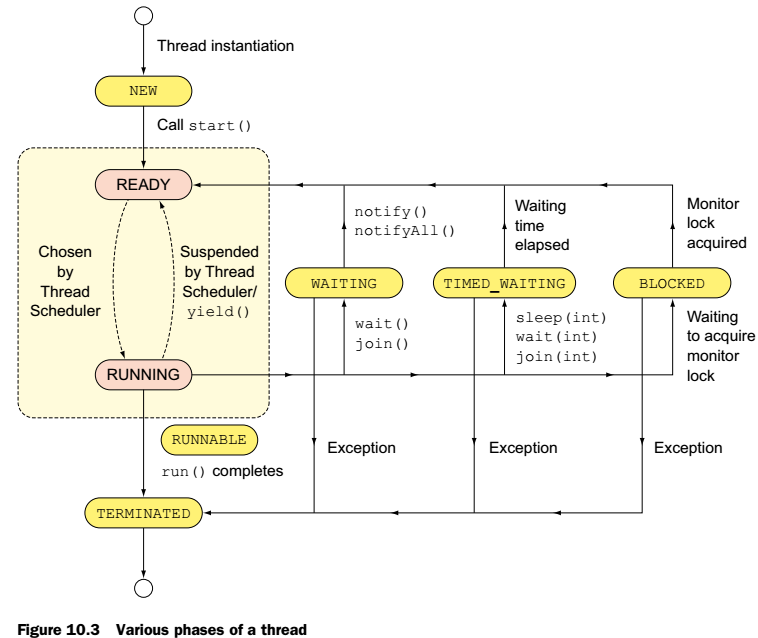 Thread instantiation
NEW
Call start()
READY
Chosen
by
Thread
Scheduler
Suspended
by Thread
Scheduler/
yield()
RUNNING
RUNNABLE
run() completes
TERMINATED
notify()
notifyAll()
WAITING
wait()
join()
Exception
Waiting
time
elapsed
TIMED_WAITING
sleep(int)
wait(int)
join(int)
Exception
Monitor
lock
acquired
BLOCKED
Waiting
to acquire
monitor
lock
Exception
Figure 10.3 Various phases of a thread